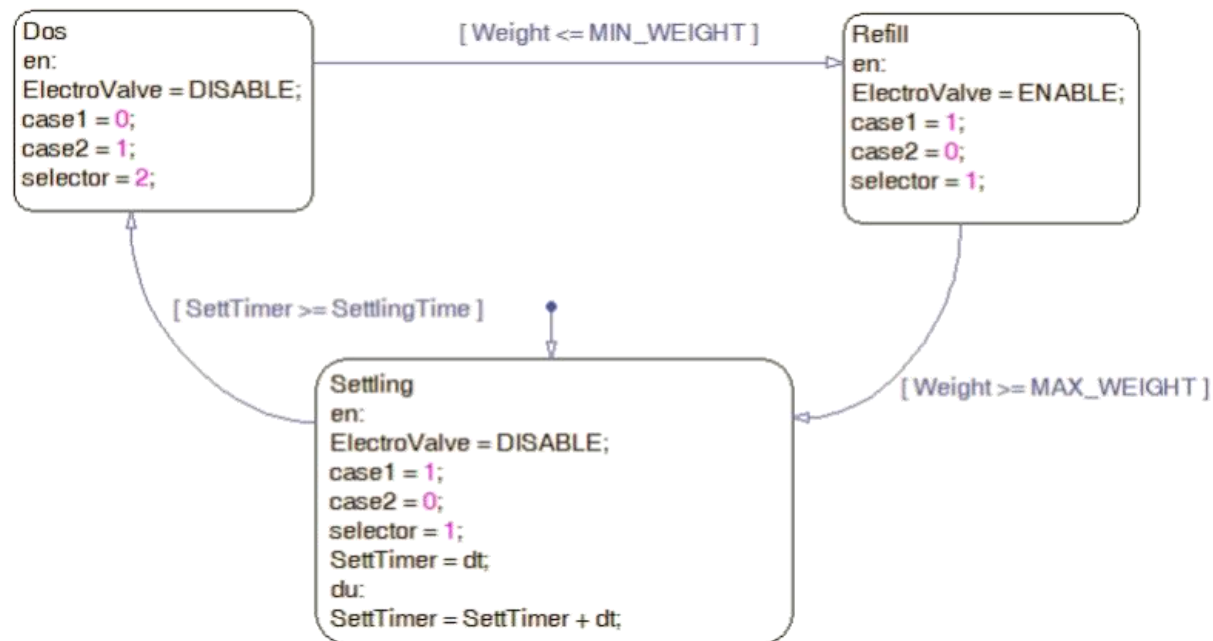 Dos
en:
ElectroValve = DISABLE;
case1 = 0;
case2 = 1;
selector = 2;
[ Weight <= MIN_WEIGHT ]
Refill
en:
ElectroValve = ENABLE;
case1 = 1;
case2 = 0;
selector = 1;
[ SettTimer >= SettlingTime ]
[ Weight >= MAX_WEIGHT ]
Settling
en:
ElectroValve = DISABLE;
case1 = 1;
case2 = 0;
selector = 1;
SettTimer = dt;
du:
SettTimer = SettTimer + dt;